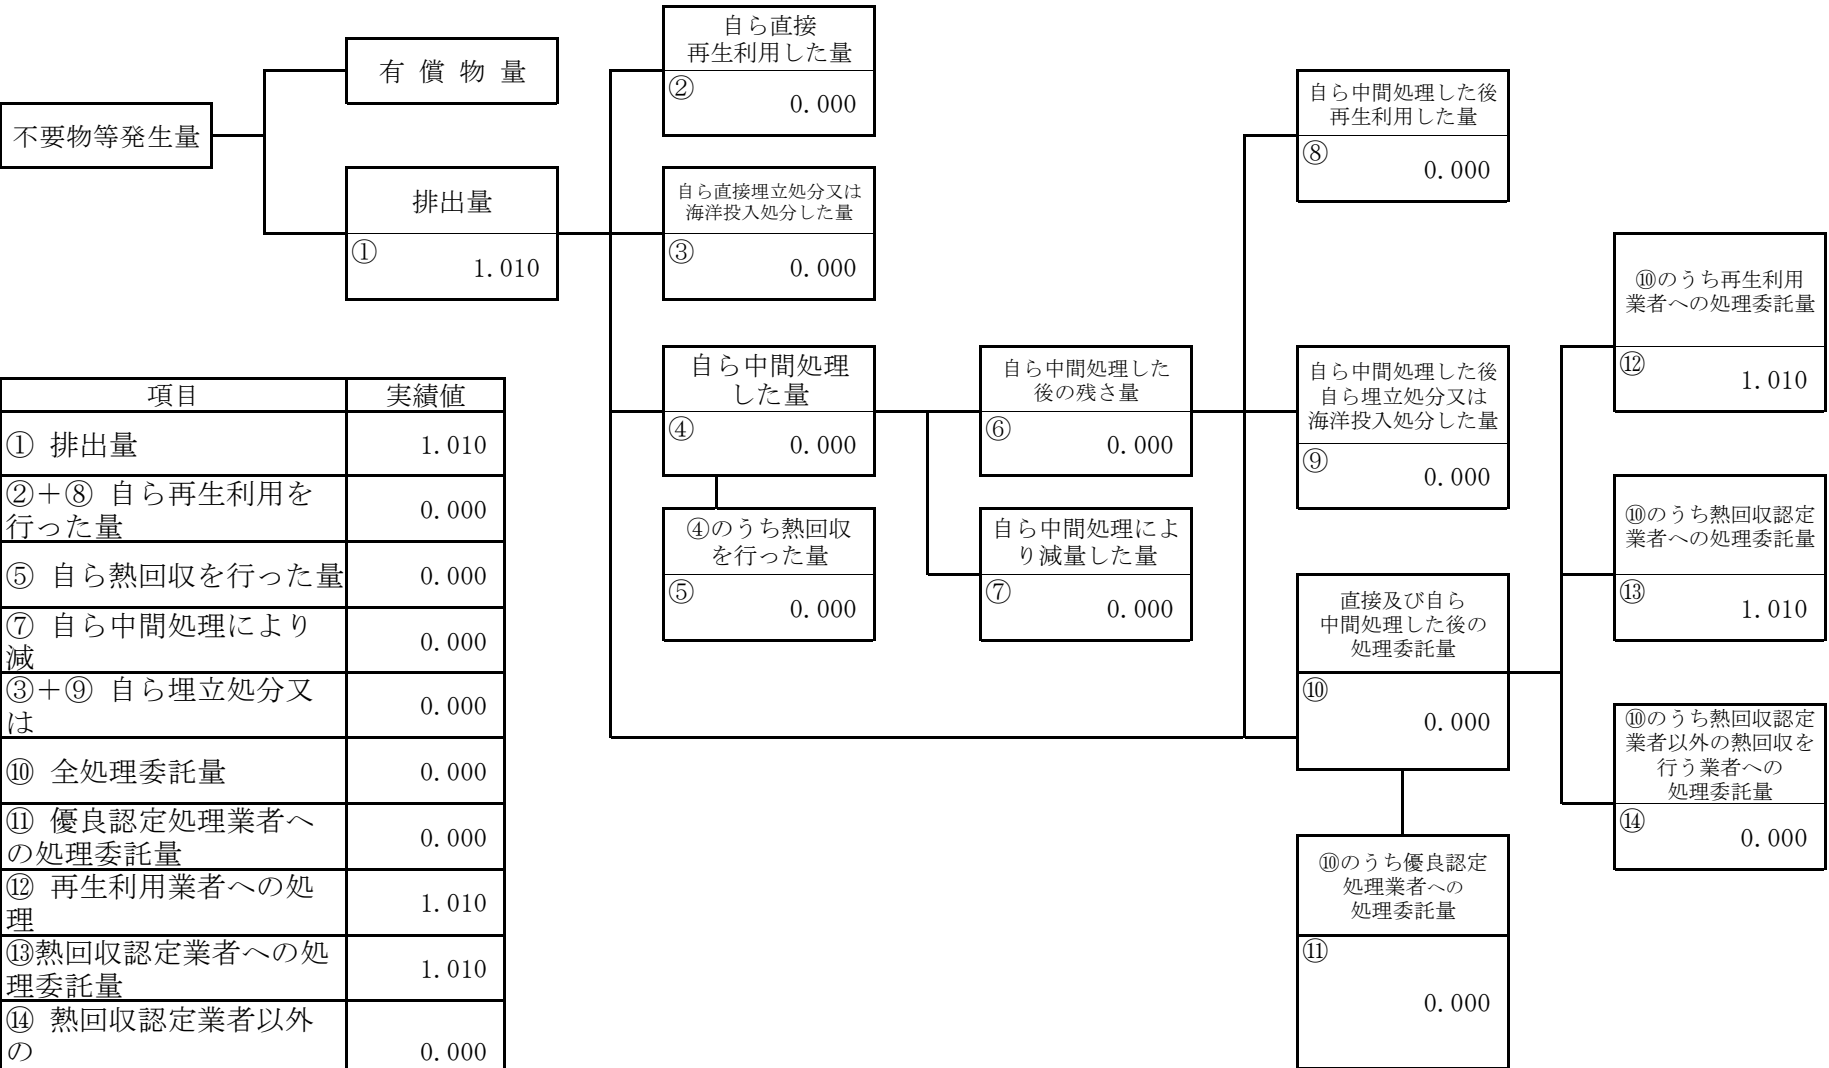 不要物等発生量
有 償 物 量
排出量
①
1.010
自ら直接
再生利用した量
②
0.000
自ら直接埋立処分又は
海洋投入処分した量
③
0.000
自ら中間処理
した量
④
0.000
④のうち熱回収
を行った量
⑤
0.000
自ら中間処理した
後の残さ量
⑥
0.000
自ら中間処理によ
り減量した量
⑦
0.000
自ら中間処理した後
再生利用した量
⑧
0.000
自ら中間処理した後
自ら埋立処分又は
海洋投入処分した量
⑨
0.000
直接及び自ら
中間処理した後の
処理委託量
⑩
0.000
⑩のうち優良認定
処理業者への
処理委託量
⑪
0.000
⑩のうち再生利用
業者への処理委託量
⑫
1.010
⑩のうち熱回収認定
業者への処理委託量
⑬
1.010
⑩のうち熱回収認定
業者以外の熱回収を
行う業者への
処理委託量
⑭
0.000
項目 実績値
① 排出量 1.010
②＋⑧ 自ら再生利用を
行った量 0.000
⑤ 自ら熱回収を行った量 0.000
⑦ 自ら中間処理により
減 0.000
③＋⑨ 自ら埋立処分又
は 0.000
⑩ 全処理委託量 0.000
⑪ 優良認定処理業者へ
の処理委託量 0.000
⑫ 再生利用業者への処
理 1.010
⑬熱回収認定業者への処
理委託量 1.010
⑭ 熱回収認定業者以外
の 0.000